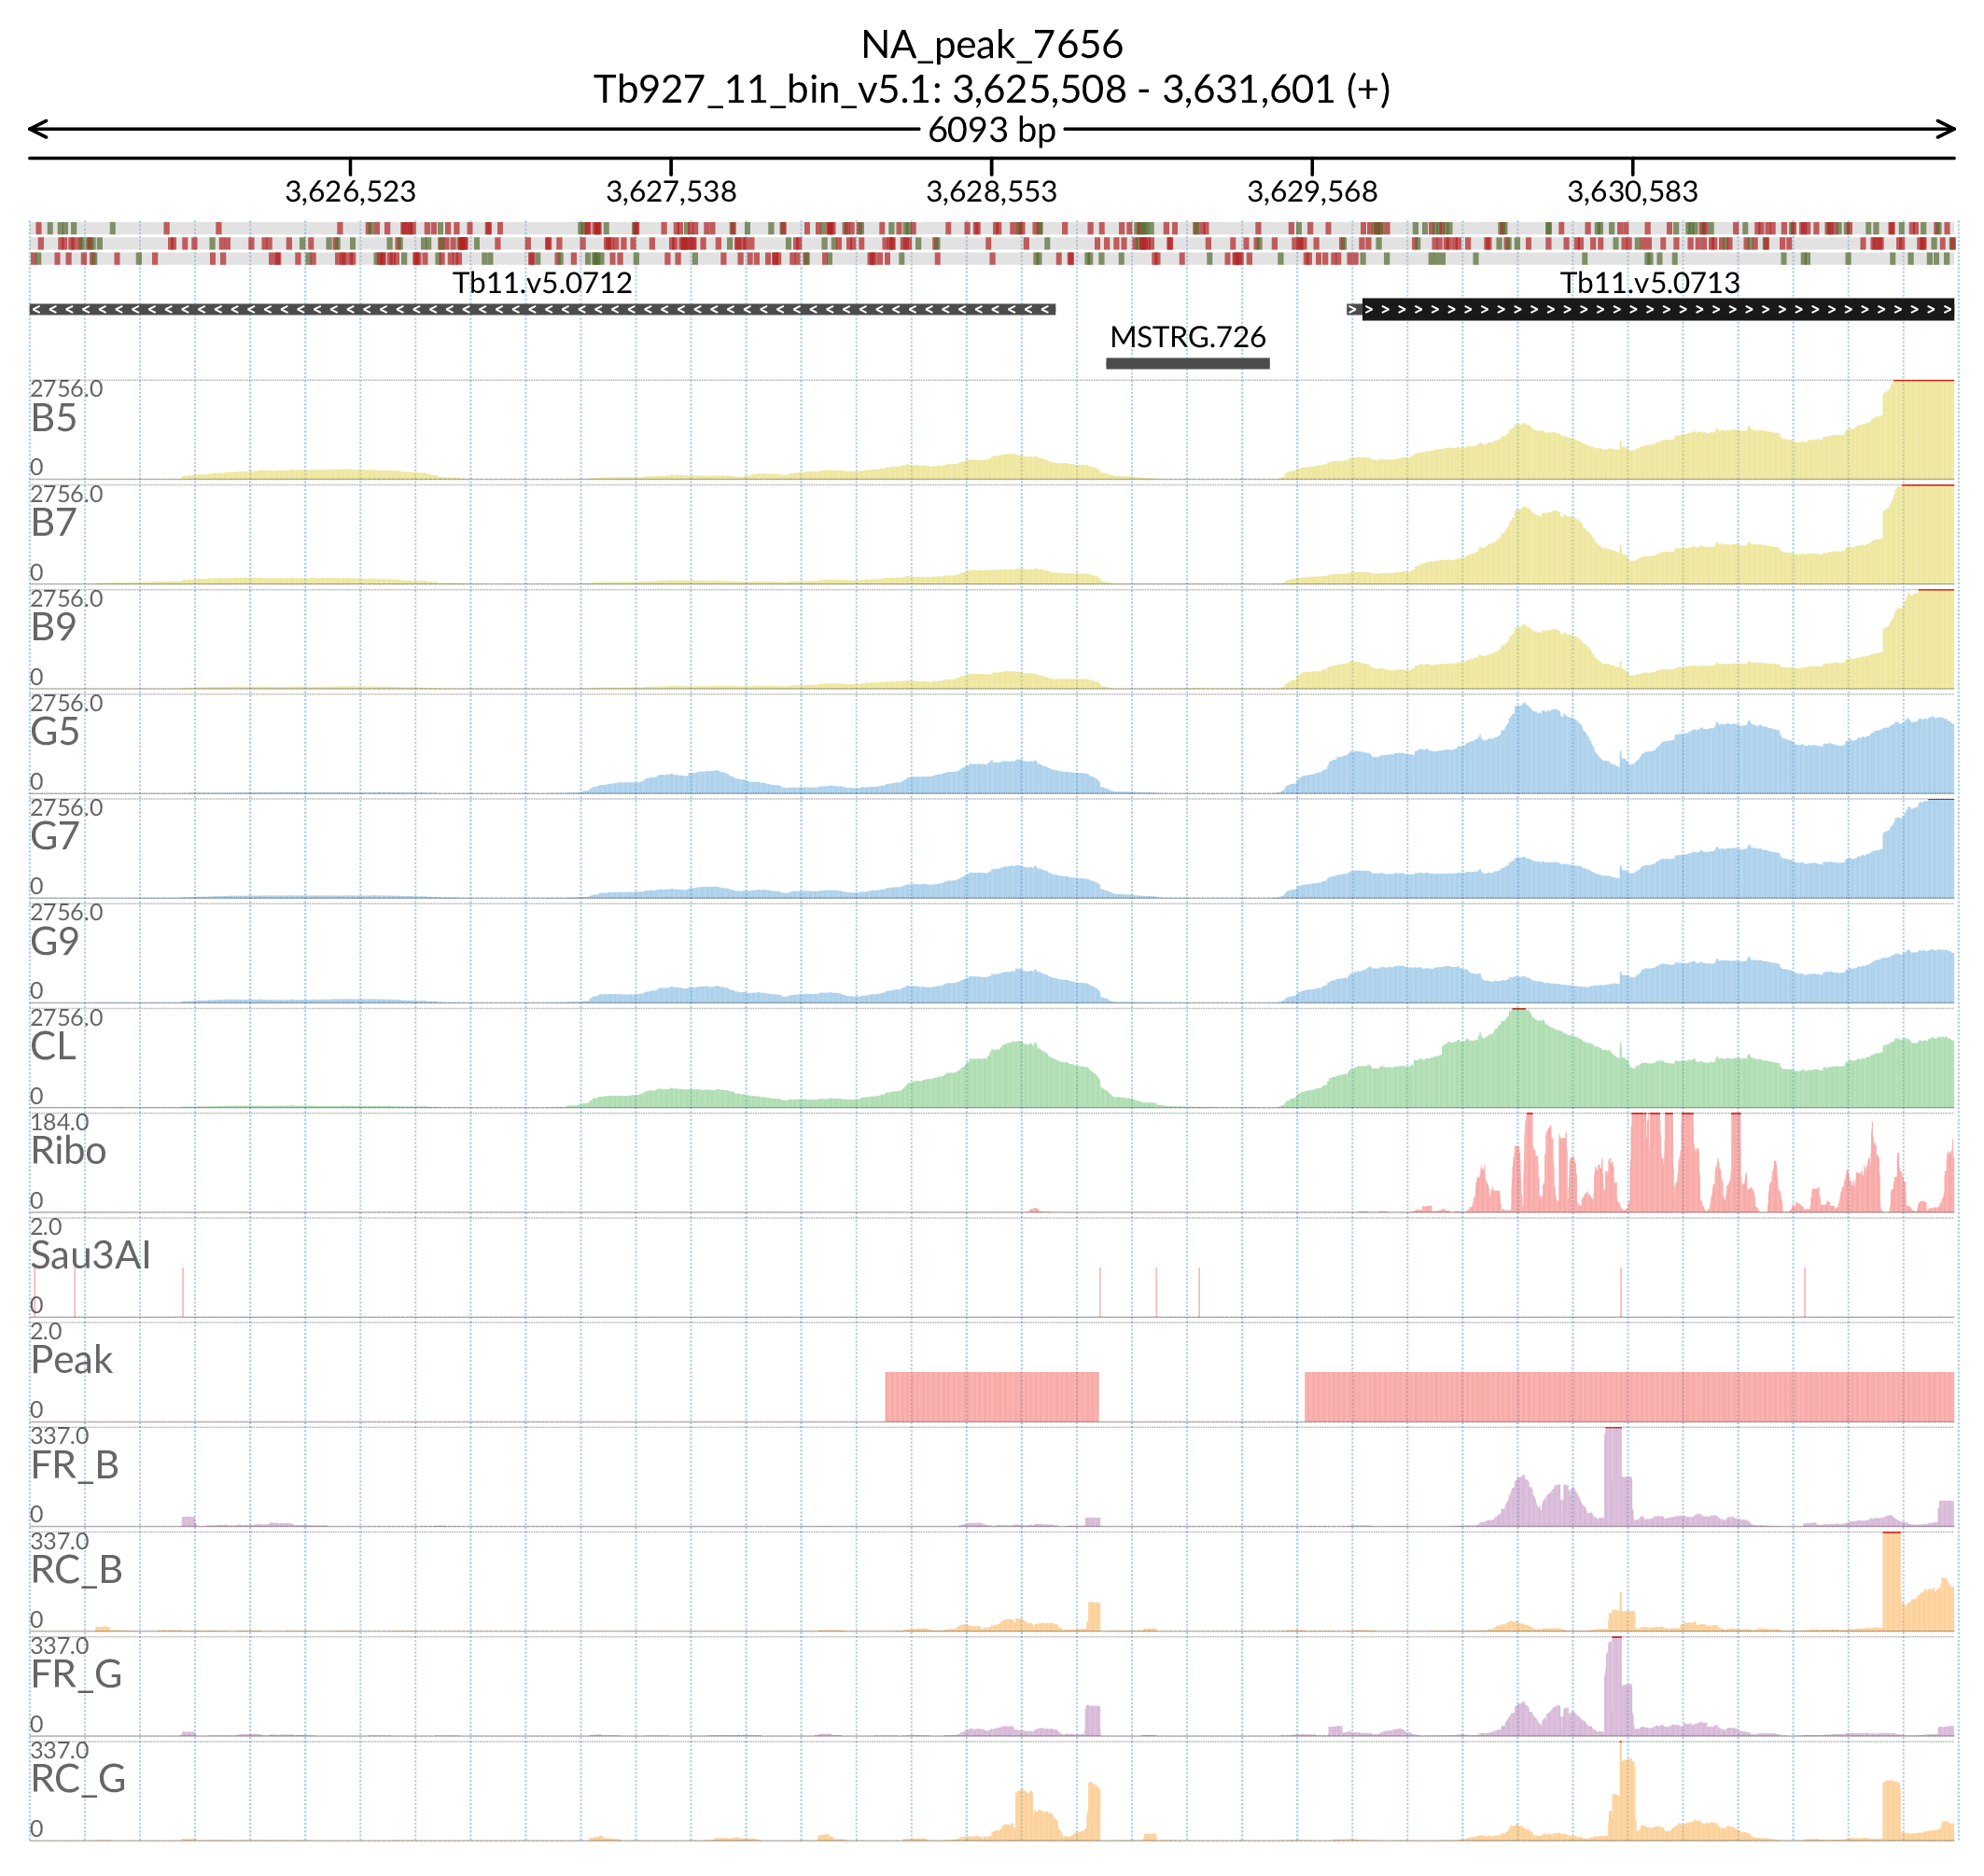 NA_peak_7656
Tb927_11_bin_v5.1: 3,625,508 - 3,631,601 (+)
6093 bp
3,626,523 3,627,538 3,628,553 3,629,568 3,630,583
Tb11.v5.0712 Tb11.v5.0713
MSTRG.726
2756.0
B5
0
2756.0
B7
0
2756.0
B9
0
2756.0
G5
0
2756.0
G7
0
2756.0
G9
0
2756.0
CL
0
184.0
Ribo
0
2.0
Sau3AI
0
2.0
Peak
0
337.0
FR_B
0
337.0
RC_B
0
337.0
FR_G
0
337.0
RC_G
0